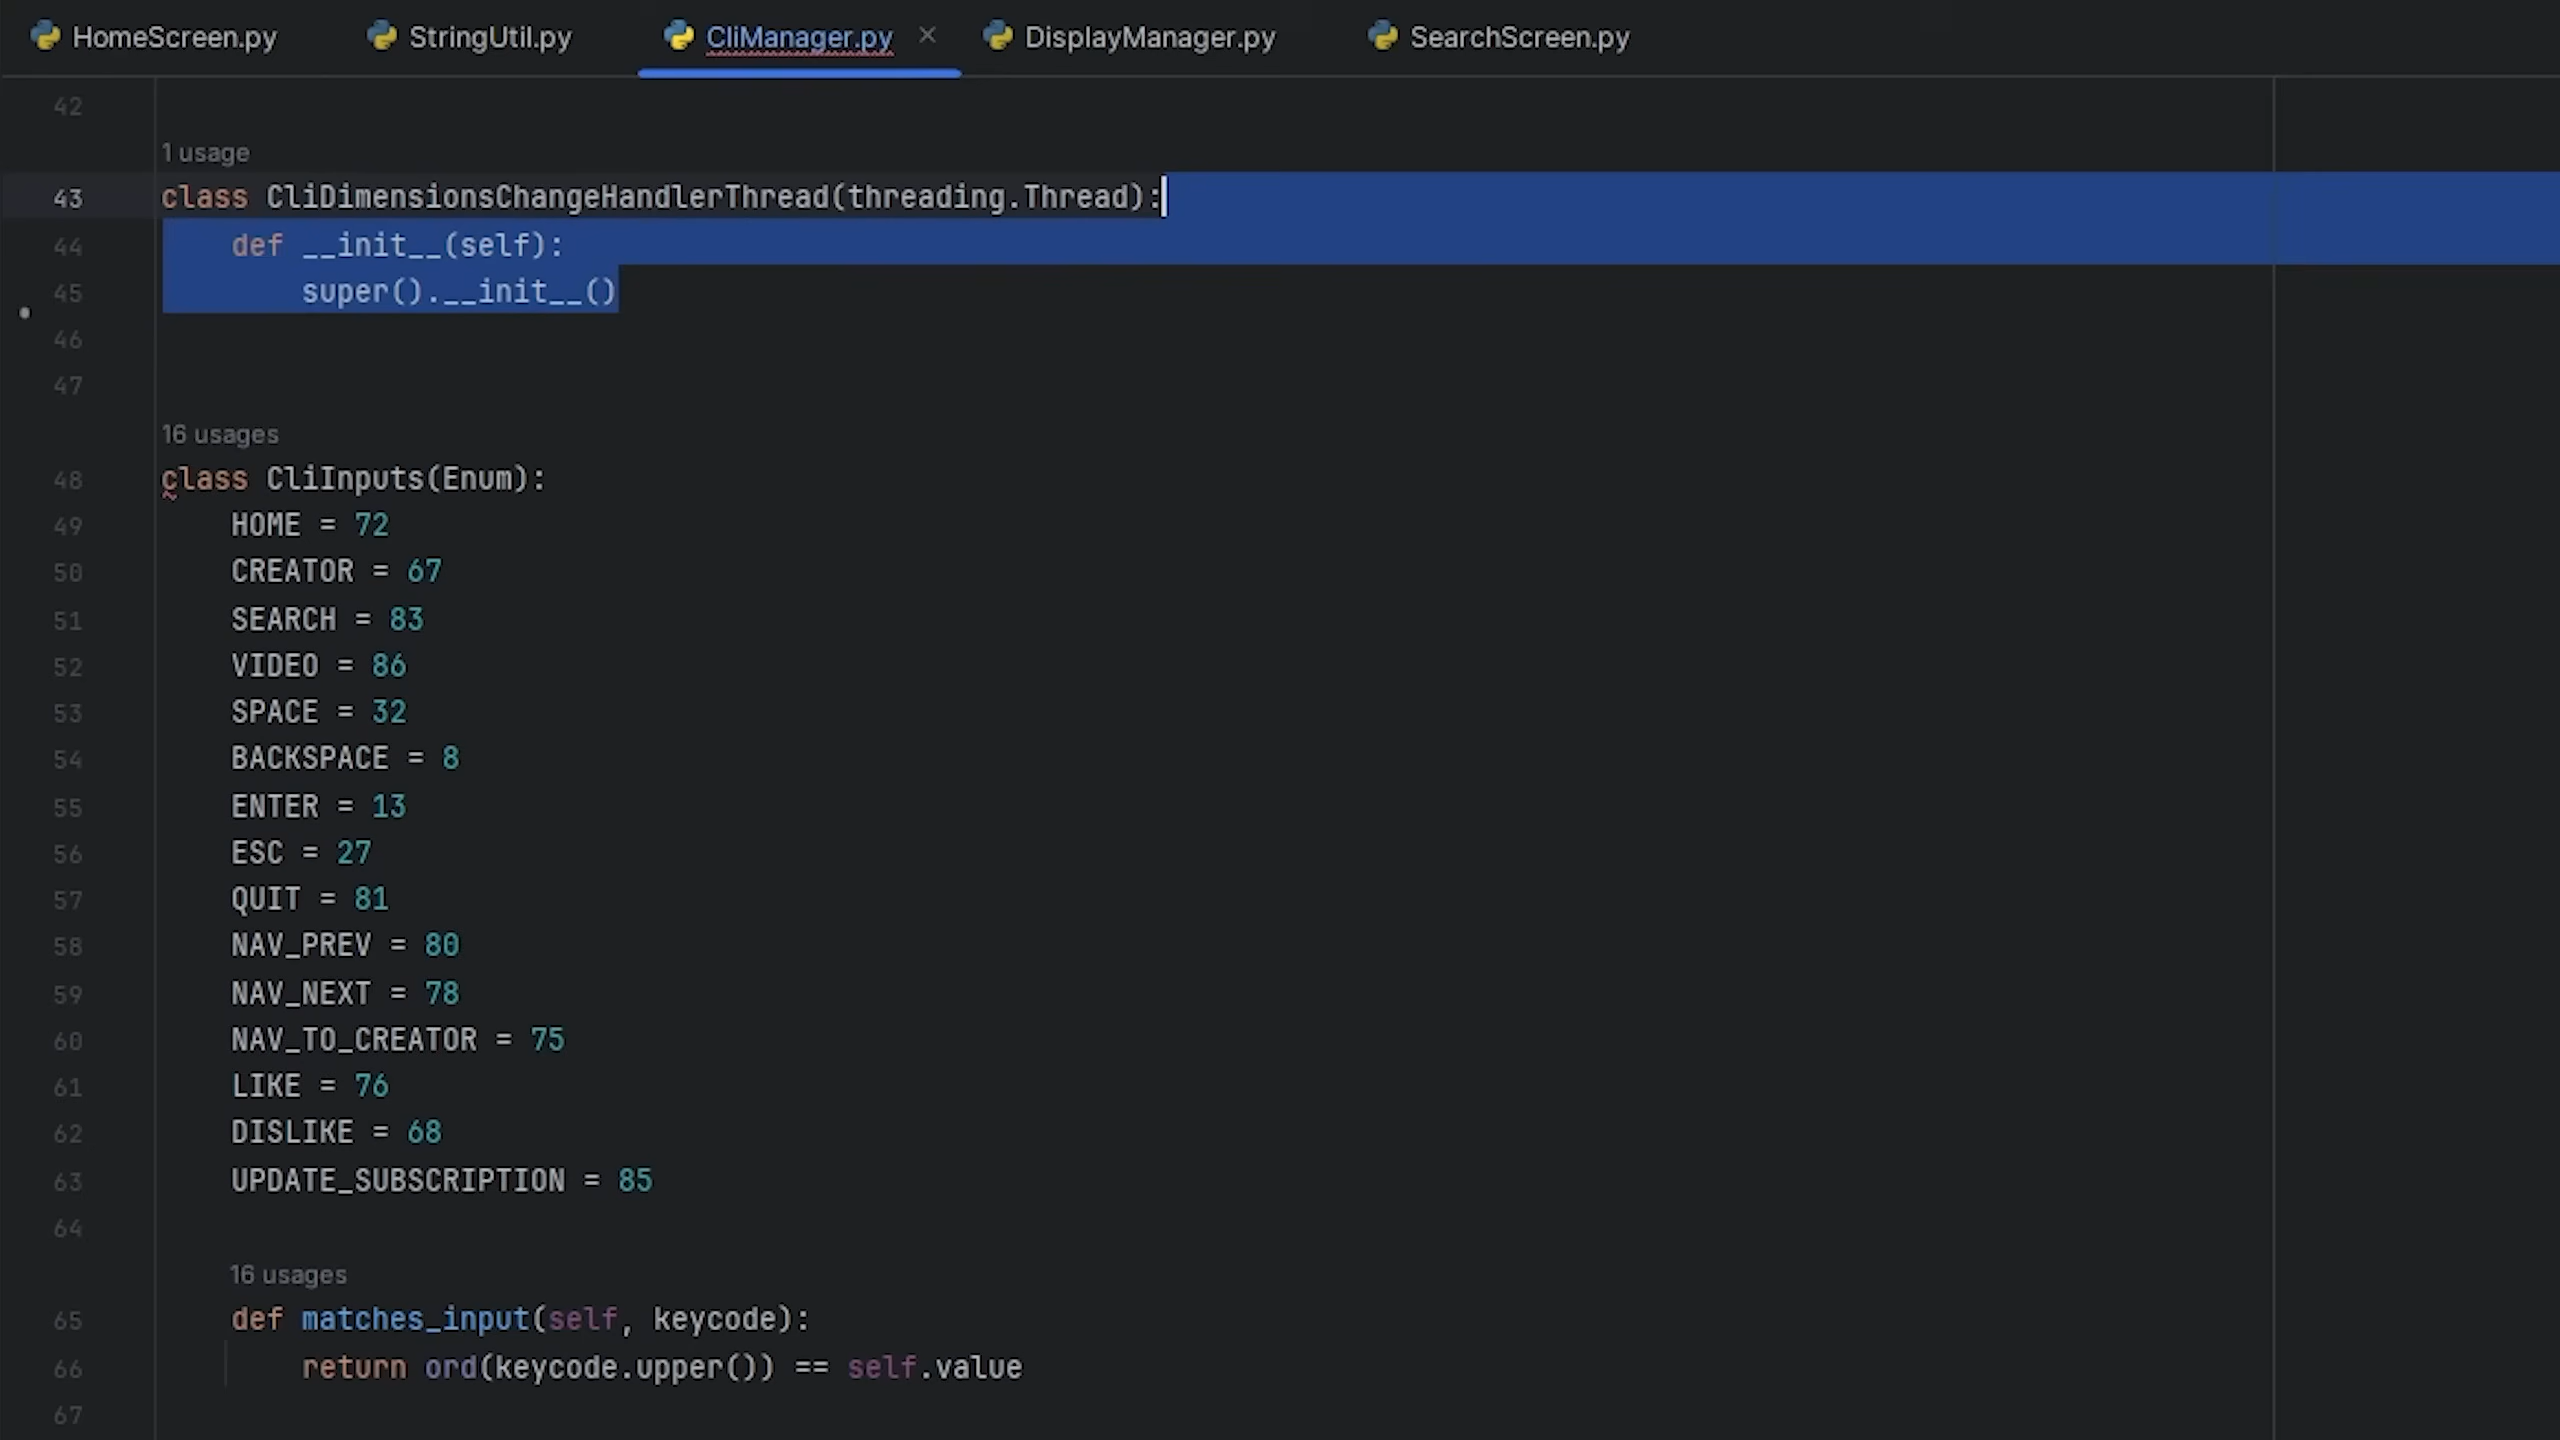 HomeScreen.py StringUtil.py CliManager.py × DisplayManager.py SearchScreen.py
42
1 usage
43 class CliDimensionsChangeHandlerThread(threading.Thread):
44     def __init__(self):
45         super().__init__()
46
47
16 usages
48 class CliInputs(Enum):
49     HOME = 72
50     CREATOR = 67
51     SEARCH = 83
52     VIDEO = 86
53     SPACE = 32
54     BACKSPACE = 8
55     ENTER = 13
56     ESC = 27
57     QUIT = 81
58     NAV_PREV = 80
59     NAV_NEXT = 78
60     NAV_TO_CREATOR = 75
61     LIKE = 76
62     DISLIKE = 68
63     UPDATE_SUBSCRIPTION = 85
64
16 usages
65     def matches_input(self, keycode):
66         return ord(keycode.upper()) == self.value
67